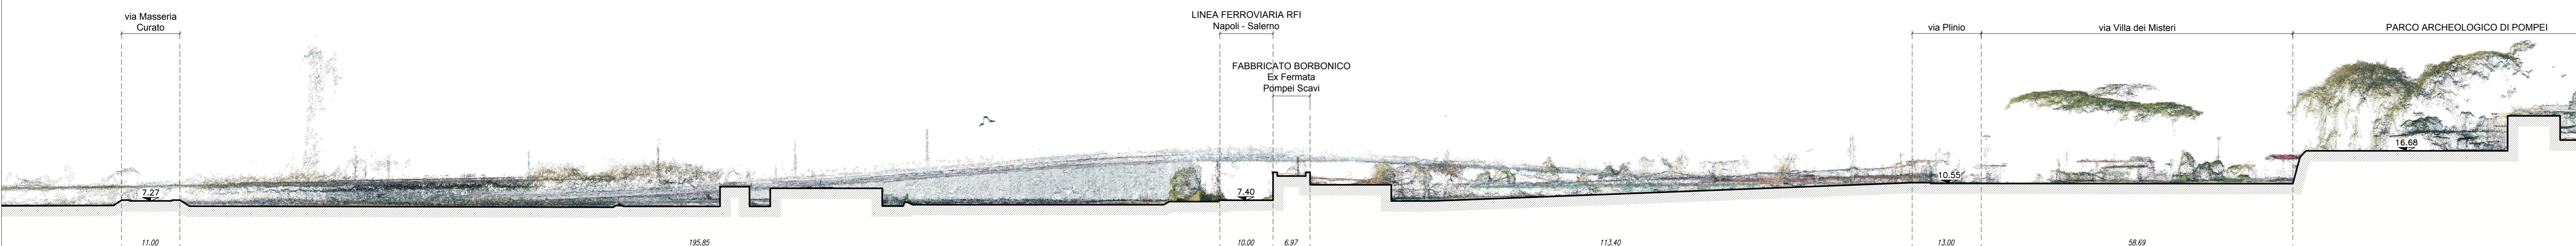 via Masseria
Curato
LINEA FERROVIARIA RFI
Napoli - Salerno
FABBRICATO BORBONICO
Ex Fermata
Pompei Scavi
via Plinio
via Villa dei Misteri
PARCO ARCHEOLOGICO DI POMPEI
7.27
7.40
10.55
16.68
11.00
195.85
10.00
6.97
113.40
13.00
58.69